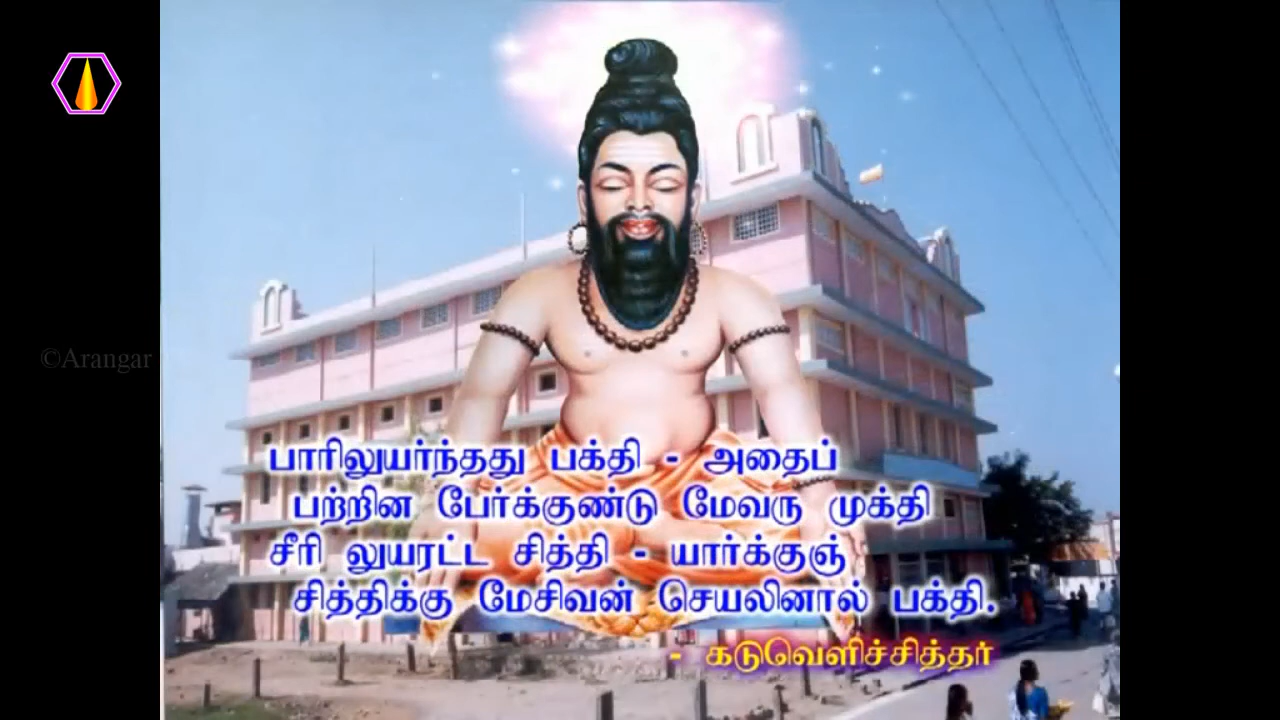 ©Arangar
பாரிலுயர்ந்தது பக்தி - அதைப்
பற்றின பேர்க்குண்டு மேவரு முக்தி
சீரி லுயரட்ட சித்தி - யார்க்குஞ்
சித்திக்கு மேசிவன் செயலினால் பக்தி.
- கடுவெளிச்சித்தர்